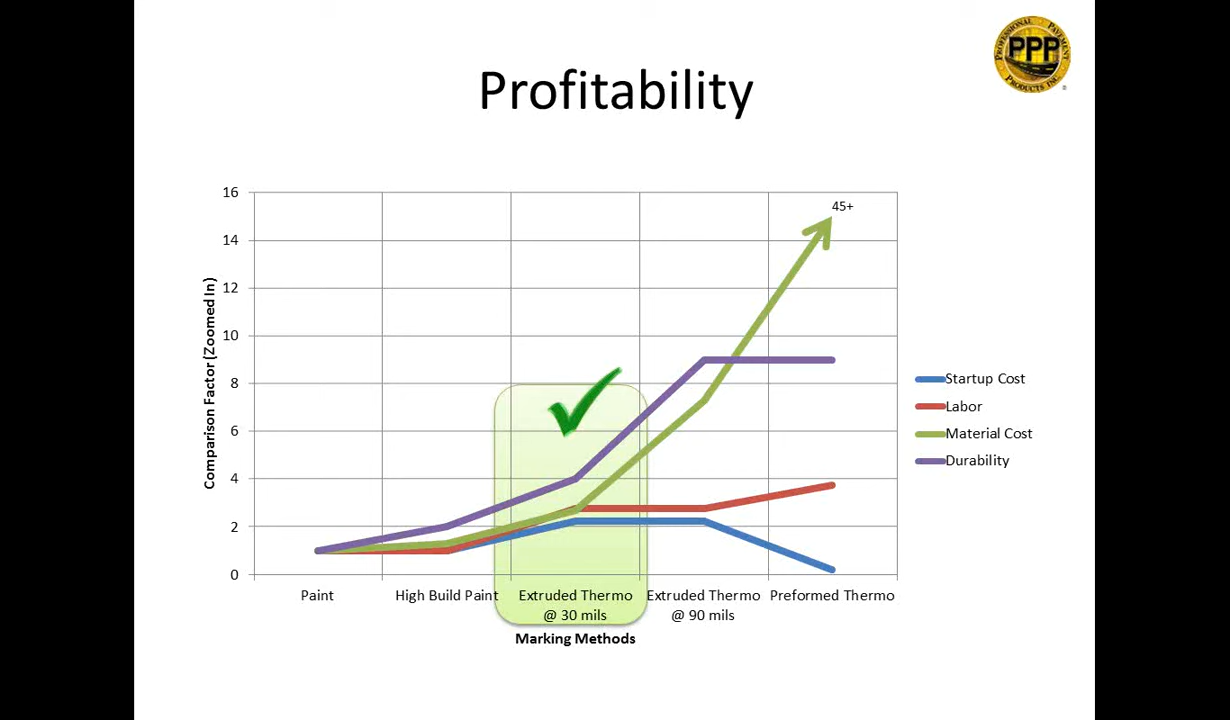 PROFESSIONAL PAVEMENT
PPP
PRODUCTS INC.
®
Profitability
16
14
12
10
8
6
4
2
0
Comparison Factor (Zoomed In)
45+
Startup Cost
Labor
Material Cost
Durability
Paint
High Build Paint
Extruded Thermo
@ 30 mils
Extruded Thermo
@ 90 mils
Preformed Thermo
Marking Methods